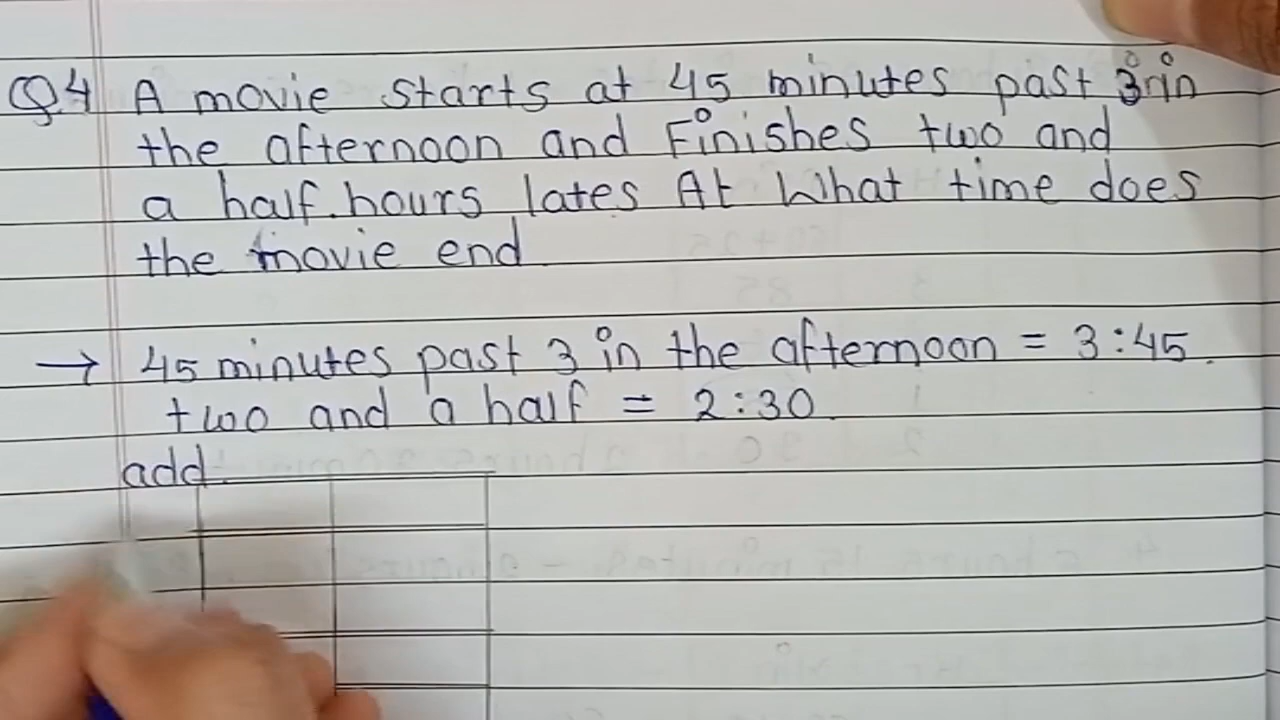 Q.4 A movie starts at 45 minutes past 3 in
the afternoon and Finishes two and
a half.hours lates At What time does
the movie end
→ 45 minutes past 3 in the afternoon = 3:45.
two and a half = 2:30
add